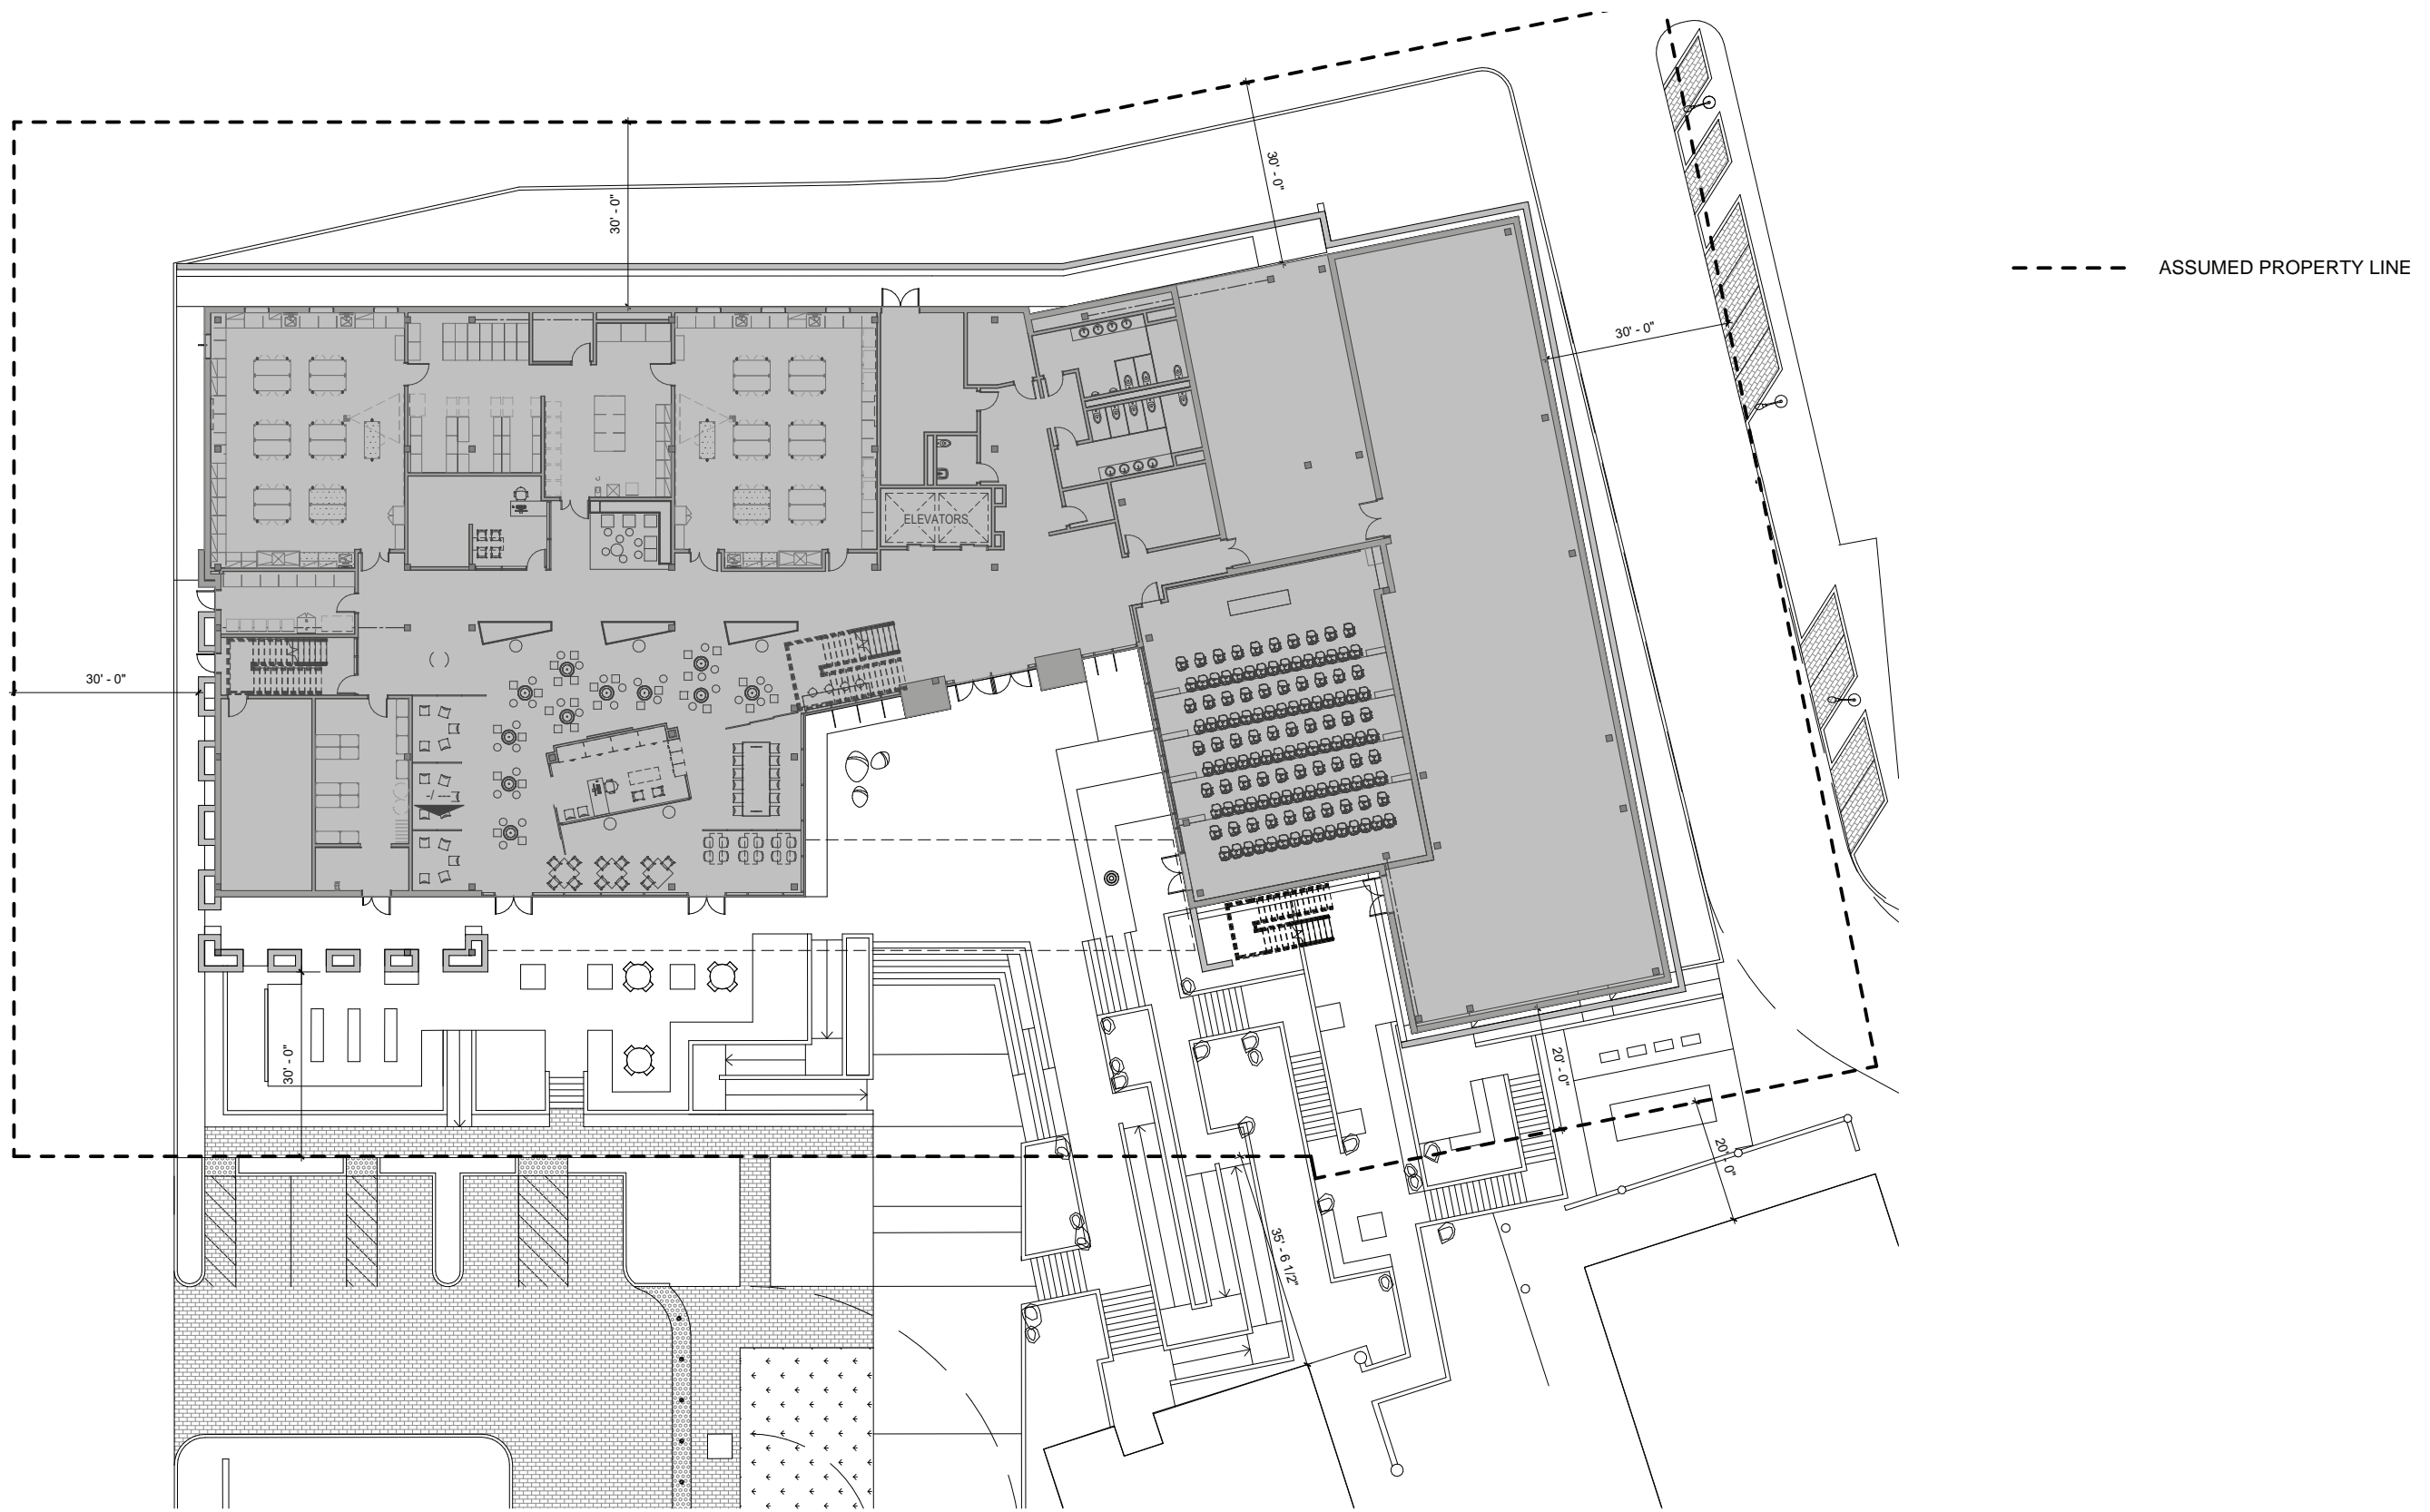 30' - 0"
30' - 0"
ASSUMED PROPERTY LINE
30' - 0"
ELEVATORS
30' - 0"
30' - 0"
20' - 0"
20' - 0"
35' - 6 1/2"